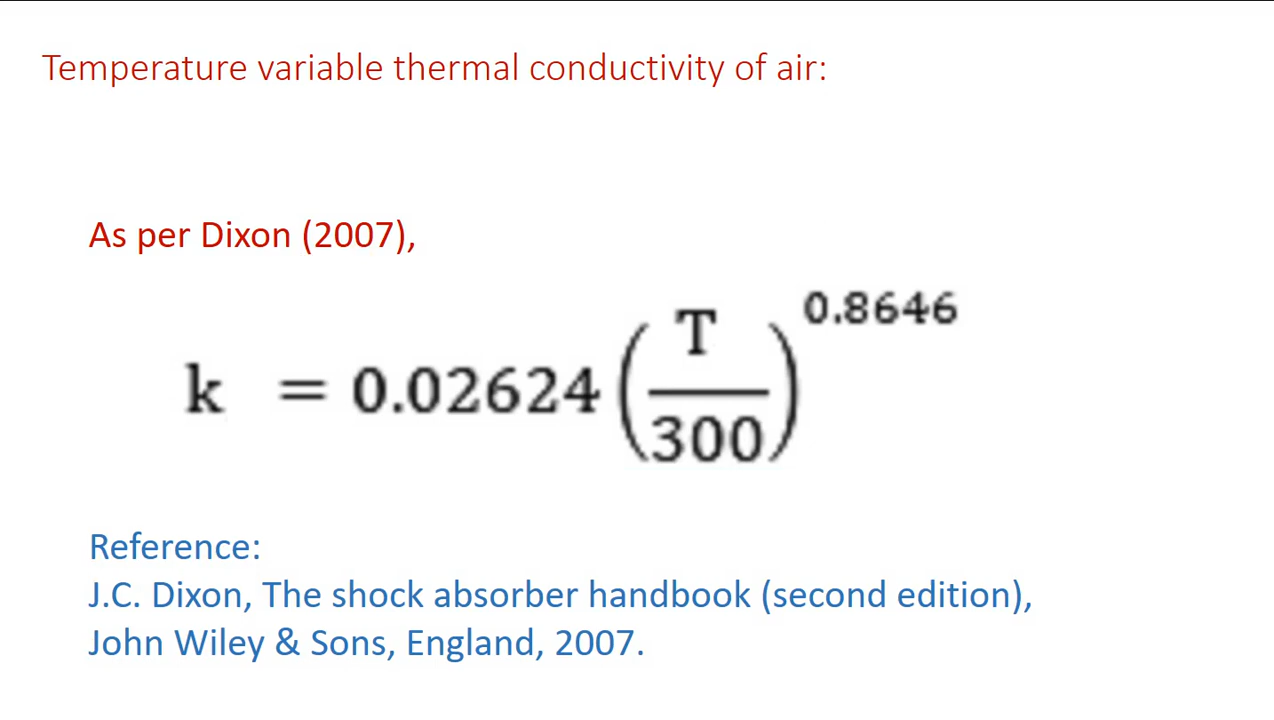 Temperature variable thermal conductivity of air:
As per Dixon (2007),
k = 0.02624 (T/300)^0.8646
Reference:
J.C. Dixon, The shock absorber handbook (second edition),
John Wiley & Sons, England, 2007.